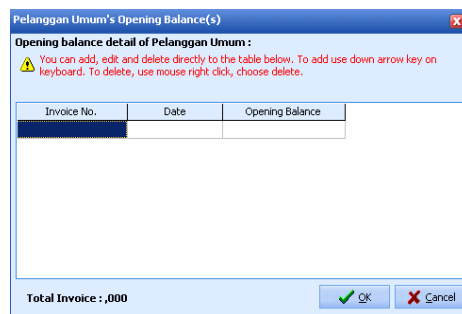 Pelanggan Umum's Opening Balance(s)
Opening balance detail of Pelanggan Umum :
You can add, edit and delete directly to the table below. To add use down arrow key on
keyboard. To delete, use mouse right click, choose delete.
Invoice No. Date Opening Balance
Total Invoice : ,000 OK Cancel